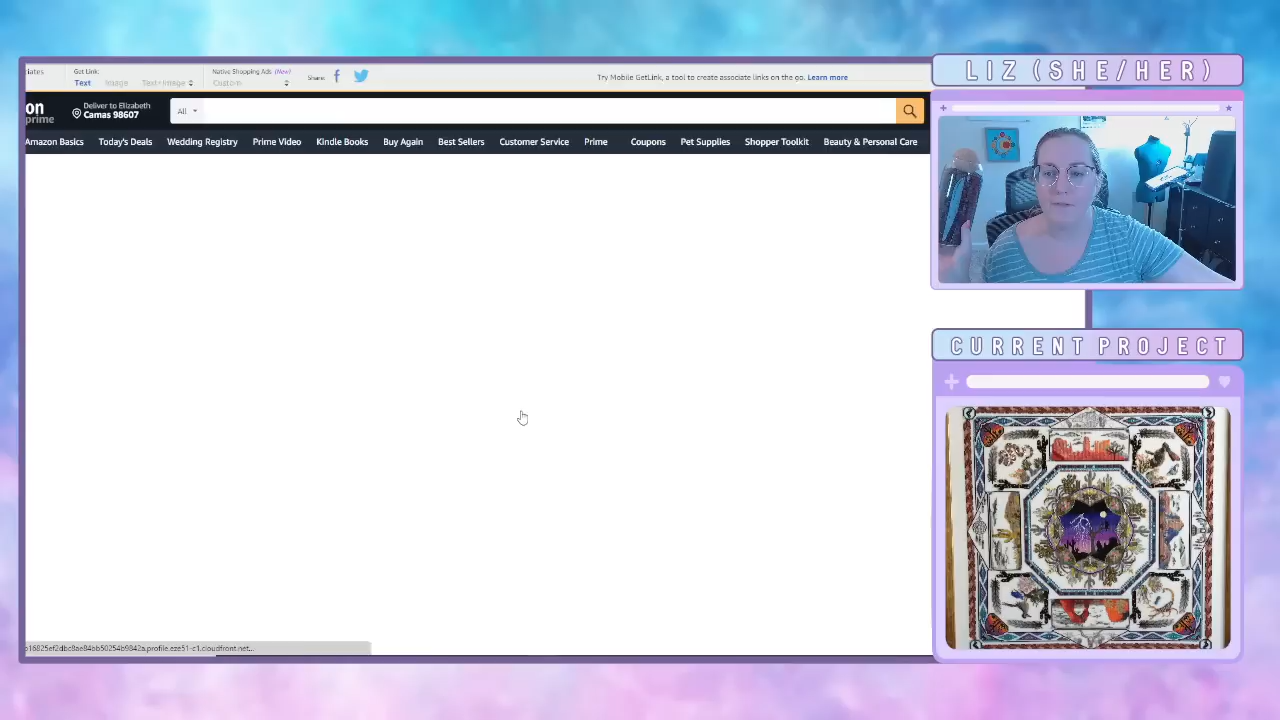 iates
Get Link:
Text Image Text+Image
Native Shopping Ads (New)
Custom
Share:
Try Mobile GetLink, a tool to create associate links on the go. Learn more
on
prime
Deliver to Elizabeth
Camas 98607
All
Amazon Basics Today's Deals Wedding Registry Prime Video Kindle Books Buy Again Best Sellers Customer Service Prime Coupons Pet Supplies Shopper Toolkit Beauty & Personal Care
LIZ (SHE/HER)
CURRENT PROJECT